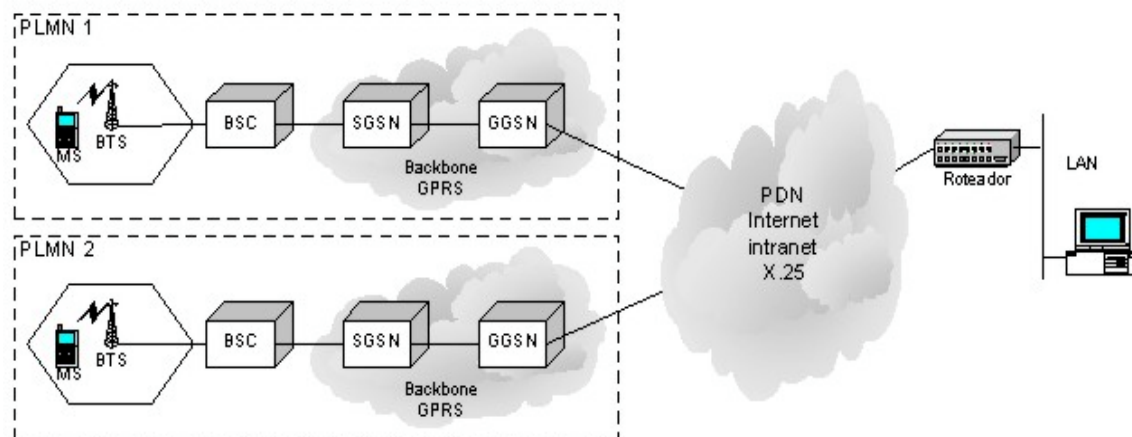 PLMN 1
MS
BTS
BSC
SGSN
GGSN
Backbone
GPRS
PLMN 2
MS
BTS
BSC
SGSN
GGSN
Backbone
GPRS
PDN
Internet
intranet
X.25
Roteador
LAN